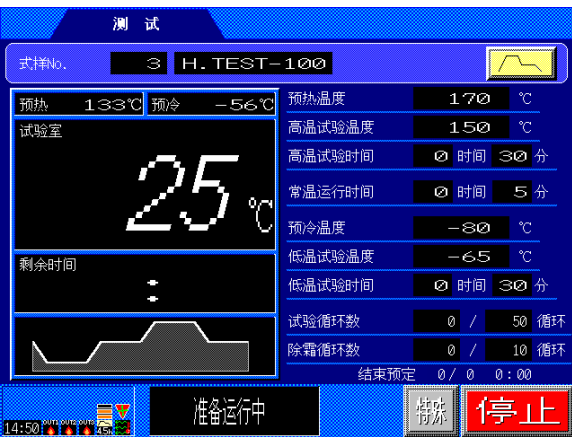 测 试
式样No. 3 H.TEST-100
预热 133℃ 预冷 -56℃
试验室
25℃
剩余时间
:
预热温度 170 ℃
高温试验温度 150 ℃
高温试验时间 0 时间 30 分
常温运行时间 0 时间 5 分
预冷温度 -80 ℃
低温试验温度 -65 ℃
低温试验时间 0 时间 30 分
试验循环数 0 / 50 循环
除霜循环数 0 / 10 循环
结束预定 0/ 0 0:00
14:50 OUT1 OUT2 OUT3 4.5h
准备运行中
特殊
停止